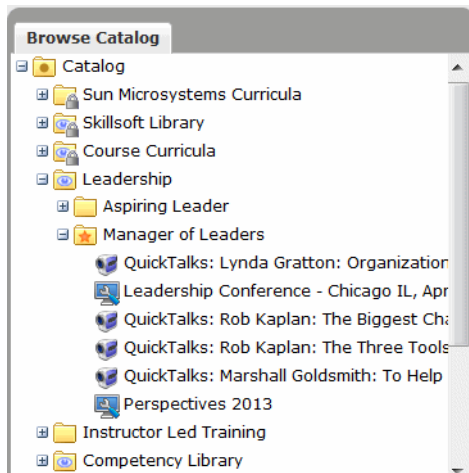 Browse Catalog
Catalog
Sun Microsystems Curricula
Skillsoft Library
Course Curricula
Leadership
Aspiring Leader
Manager of Leaders
QuickTalks: Lynda Gratton: Organization
Leadership Conference - Chicago IL, Apr
QuickTalks: Rob Kaplan: The Biggest Cha
QuickTalks: Rob Kaplan: The Three Tools
QuickTalks: Marshall Goldsmith: To Help
Perspectives 2013
Instructor Led Training
Competency Library